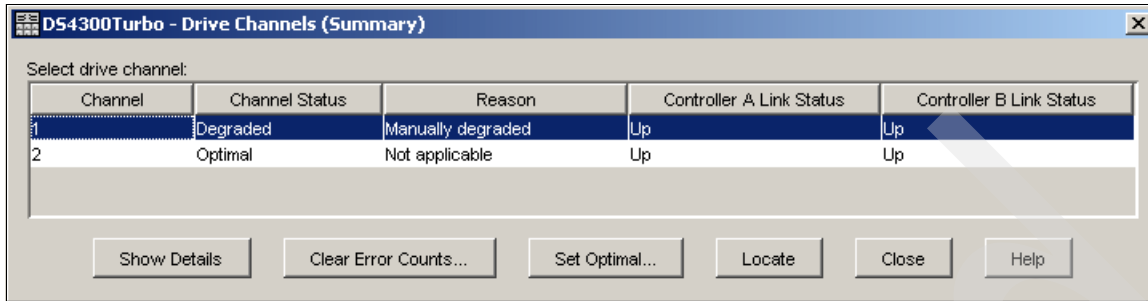 DS4300Turbo - Drive Channels (Summary)
Select drive channel:
Channel Channel Status Reason Controller A Link Status Controller B Link Status
1 Degraded Manually degraded Up Up
2 Optimal Not applicable Up Up
Show Details Clear Error Counts... Set Optimal... Locate Close Help